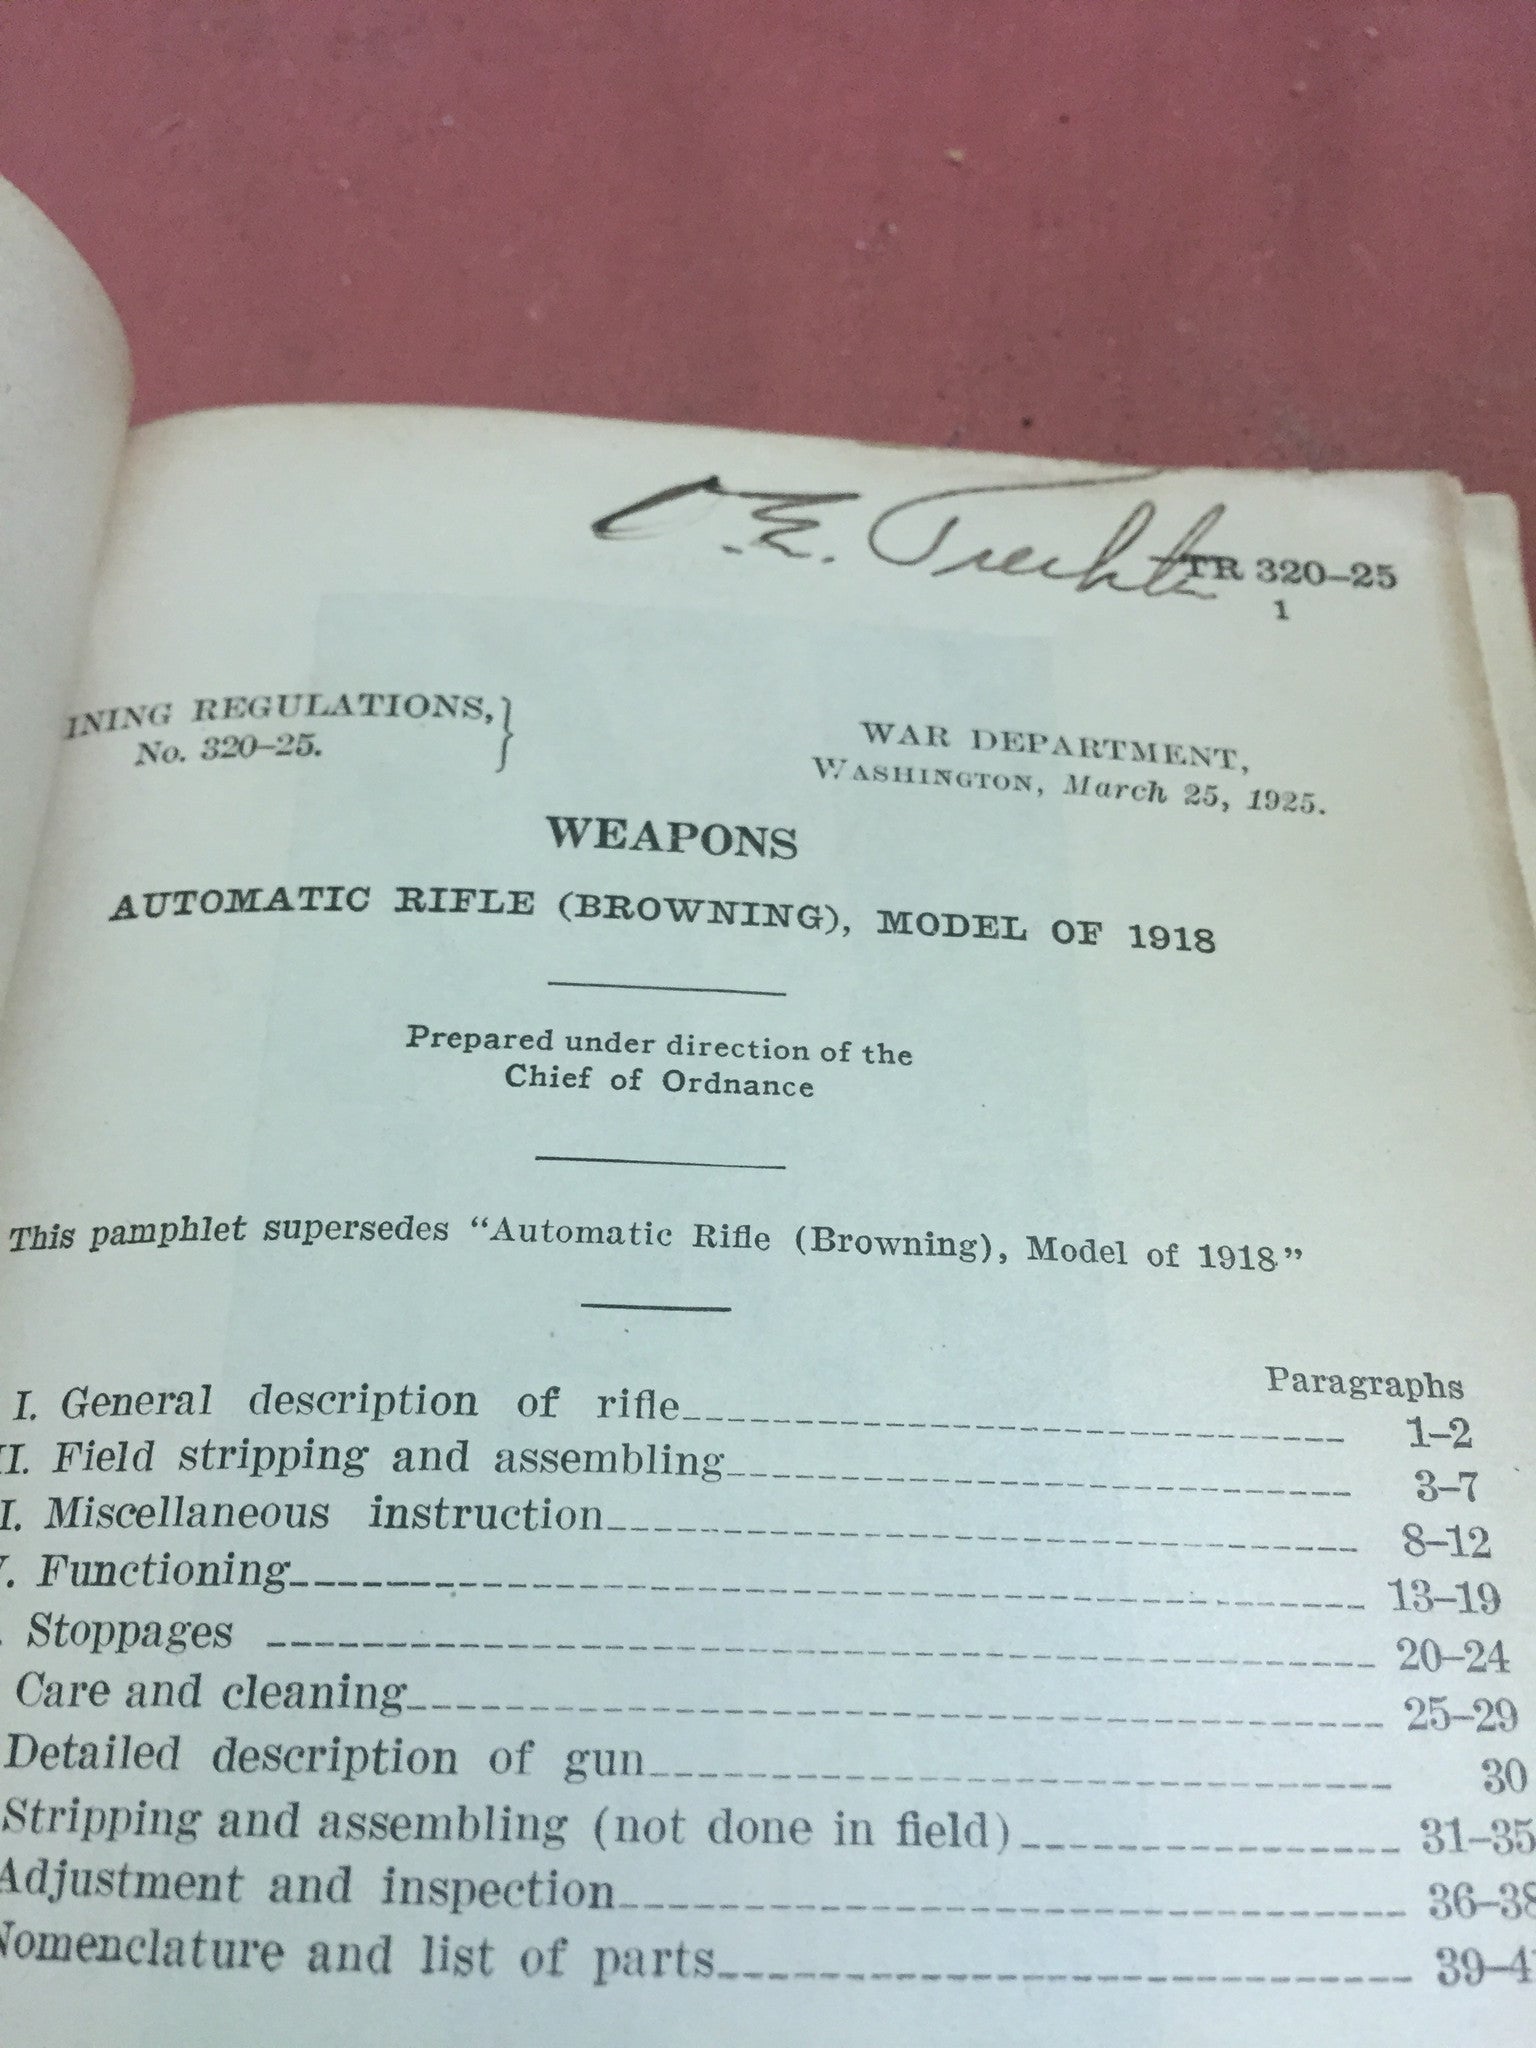 O.E. Trechter
TR 320–25
1
INING REGULATIONS,
No. 320–25.
WAR DEPARTMENT,
WASHINGTON, March 25, 1925.
WEAPONS
AUTOMATIC RIFLE (BROWNING), MODEL OF 1918
Prepared under direction of the
Chief of Ordnance
This pamphlet supersedes “Automatic Rifle (Browning), Model of 1918”
Paragraphs
I. General description of rifle 1–2
II. Field stripping and assembling 3–7
I. Miscellaneous instruction 8–12
V. Functioning 13–19
. Stoppages 20–24
Care and cleaning 25–29
Detailed description of gun 30
Stripping and assembling (not done in field) 31–35
Adjustment and inspection 36–38
Nomenclature and list of parts 39–4